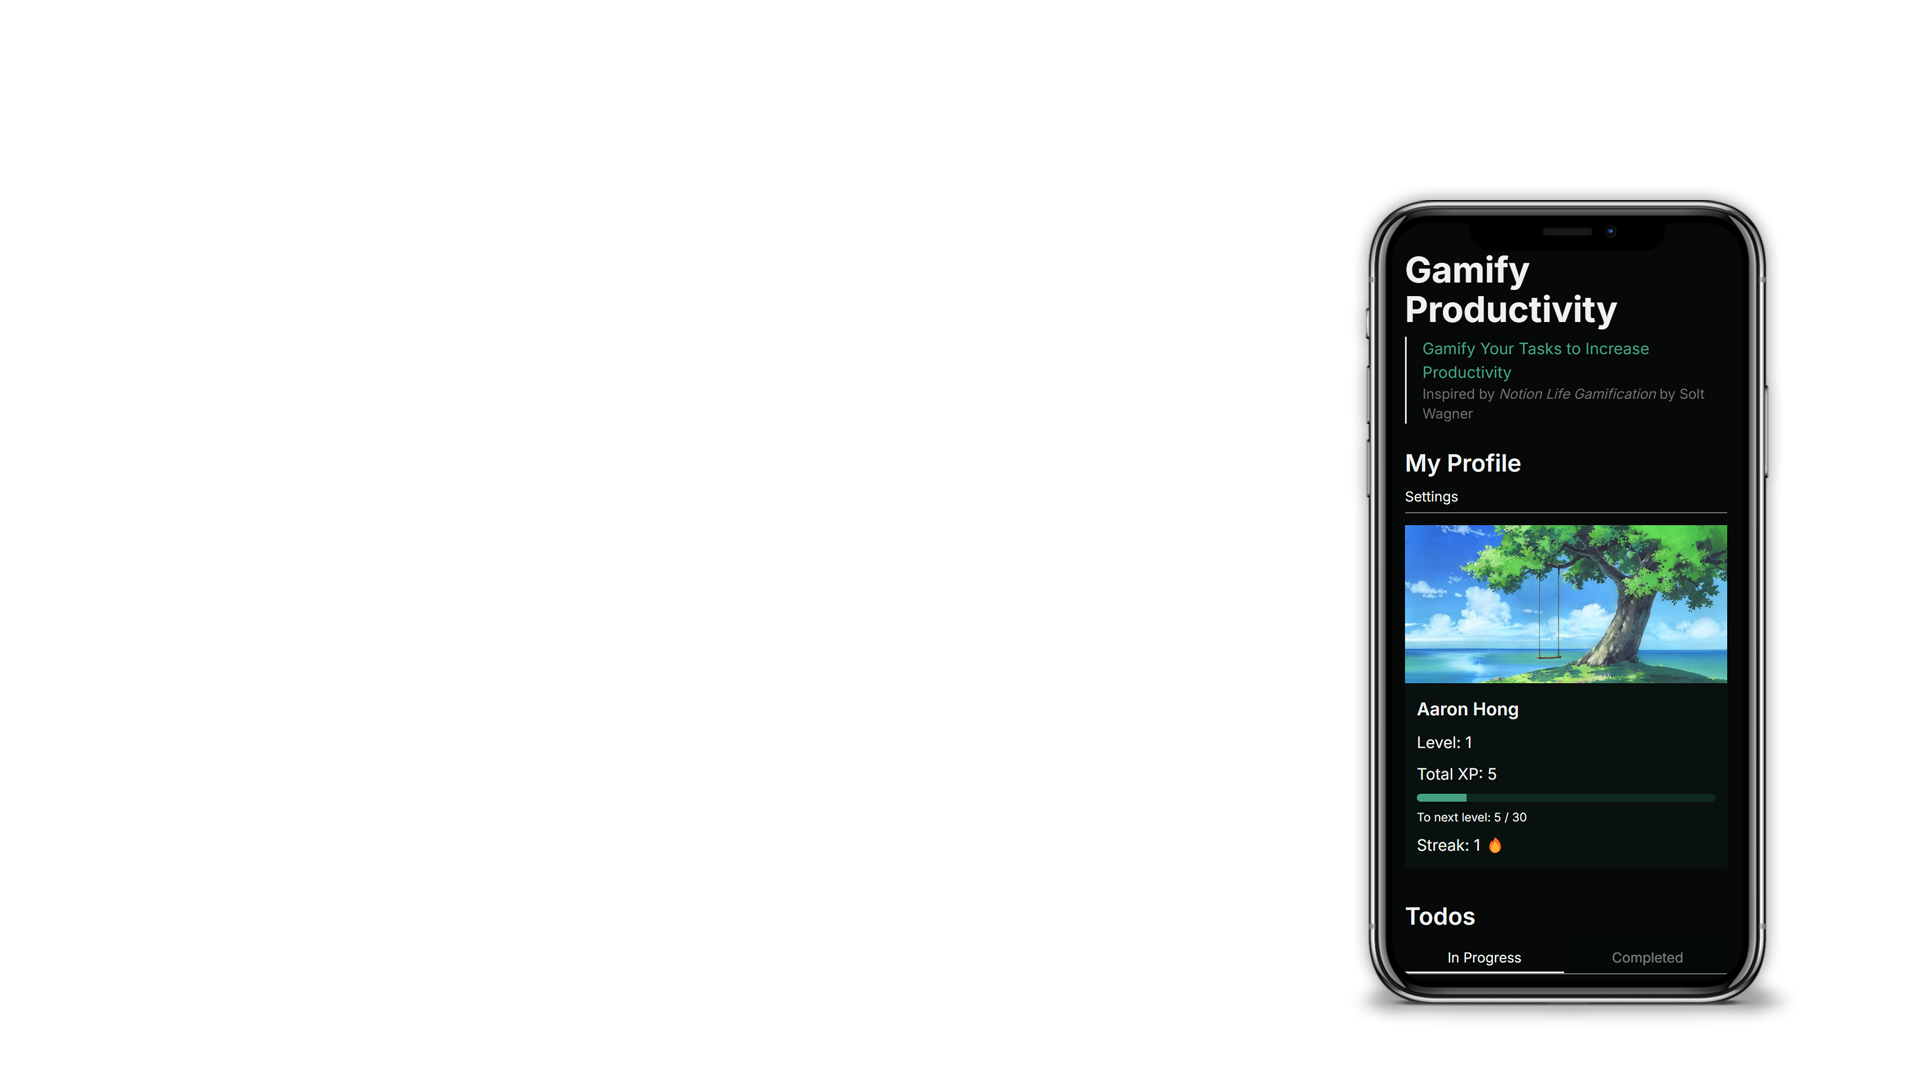 Gamify
Productivity
Gamify Your Tasks to Increase
Productivity
Inspired by Notion Life Gamification by Solt
Wagner
My Profile
Settings
Aaron Hong
Level: 1
Total XP: 5
To next level: 5 / 30
Streak: 1 🔥
Todos
In Progress
Completed